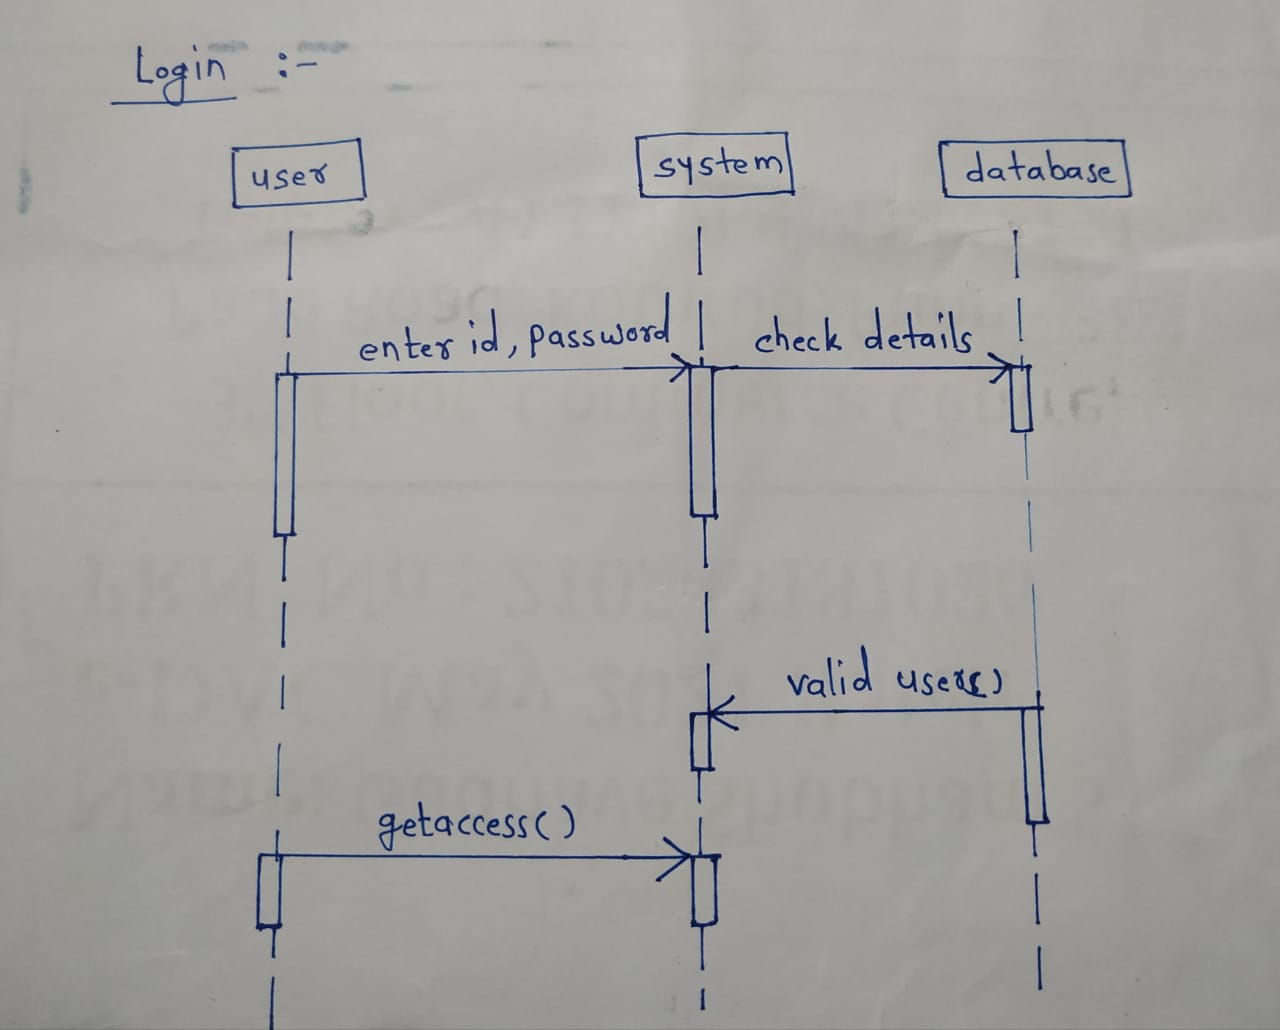 Login :-
user
system
database
enter id, password
check details
valid user()
getaccess()